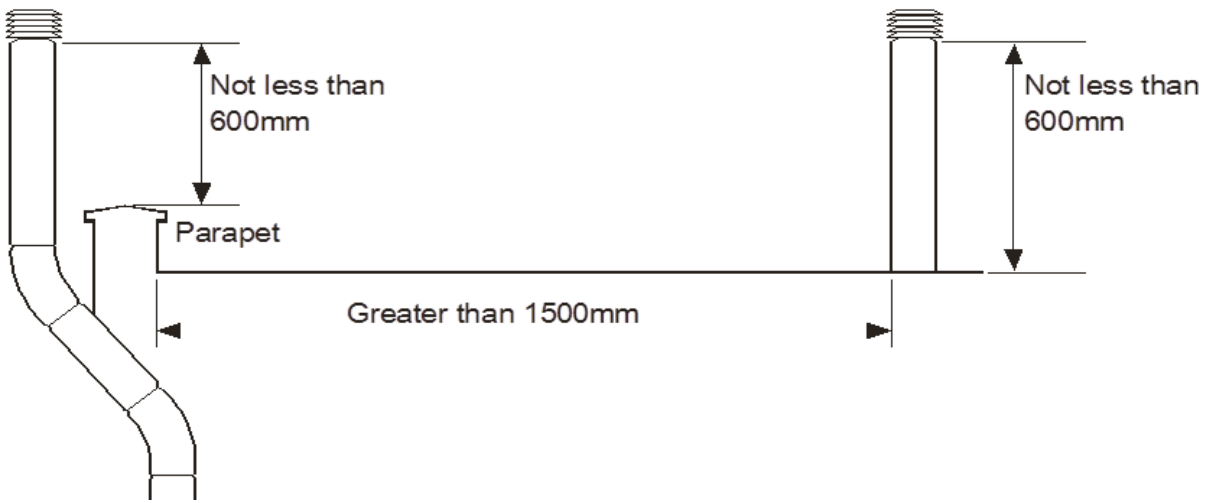 Not less than
600mm
Parapet
Greater than 1500mm
Not less than
600mm